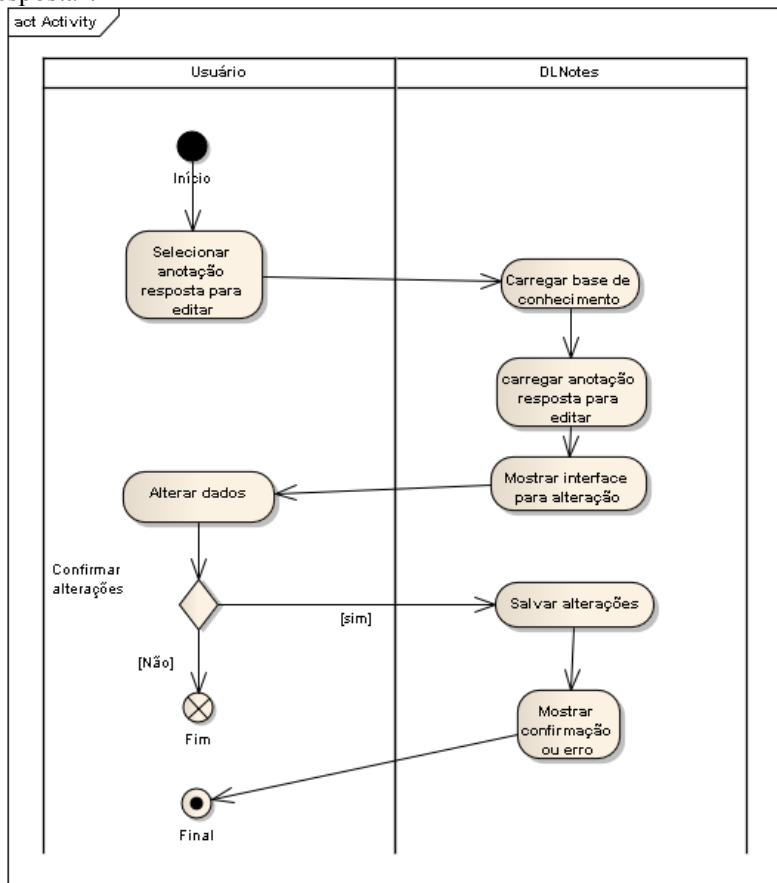 act Activity
Usuário
DLNotes
Início
Selecionar
anotação
resposta para
editar
Carregar base de
conhecimento
carregar anotação
resposta para
editar
Mostrar interface
para alteração
Alterar dados
Confirmar
alterações
[sim]
Salvar alterações
[Não]
Fim
Mostrar
confirmação
ou erro
Final